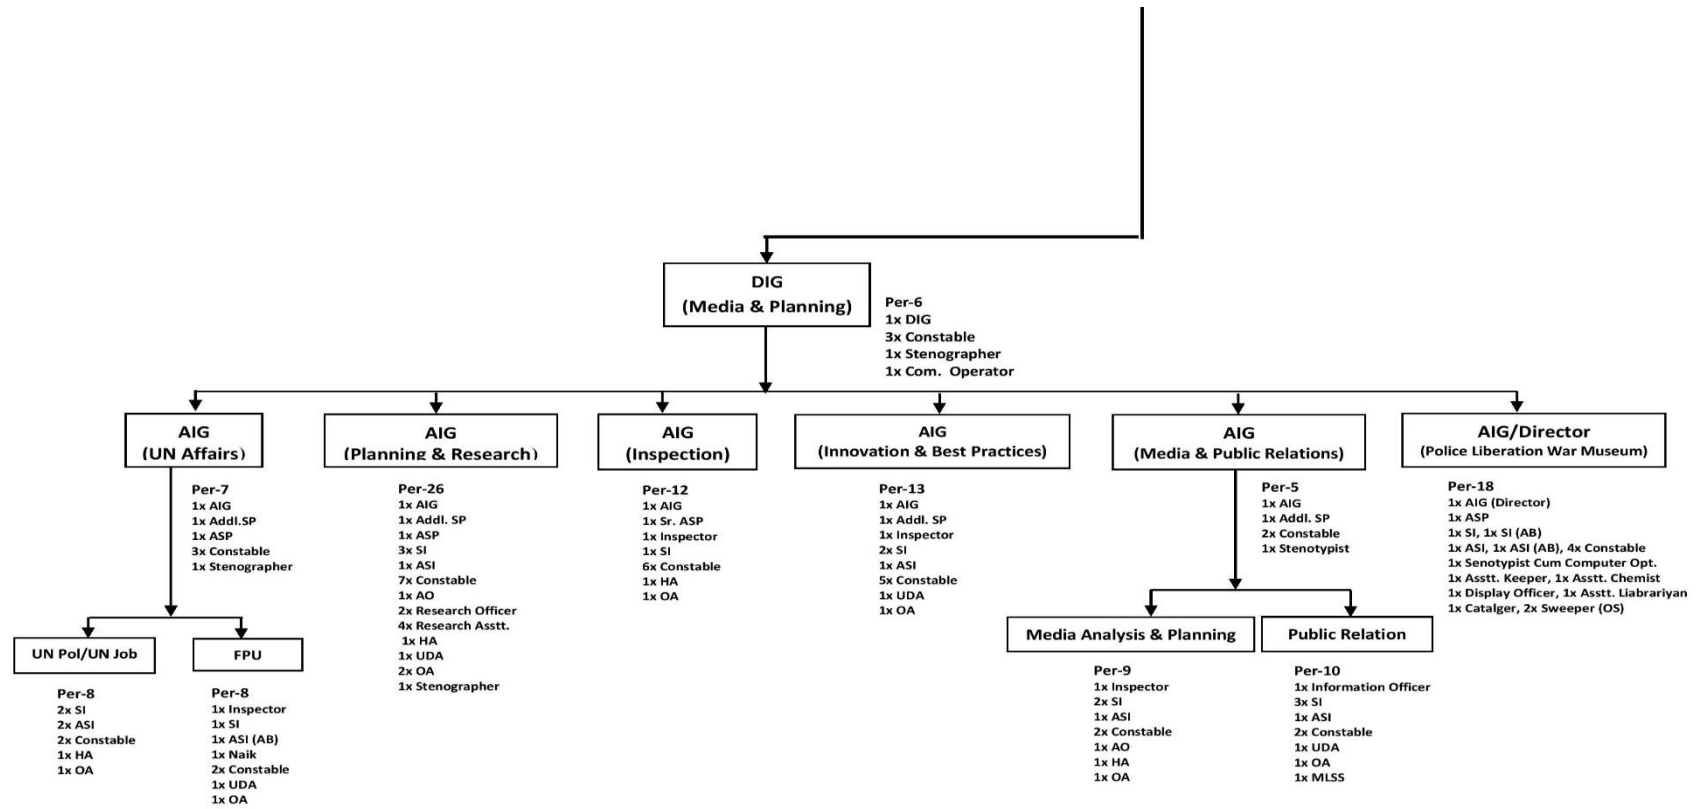 DIG
(Media & Planning)
Per-6
1x DIG
3x Constable
1x Stenographer
1x Com. Operator
AIG
(UN Affairs)
Per-7
1x AIG
1x Addl.SP
1x ASP
3x Constable
1x Stenographer
UN Pol/UN Job
Per-8
2x SI
2x ASI
2x Constable
1x HA
1x OA
FPU
Per-8
1x Inspector
1x SI
1x ASI (AB)
1x Naik
2x Constable
1x UDA
1x OA
AIG
(Planning & Research)
Per-26
1x AIG
1x Addl. SP
1x ASP
3x SI
1x ASI
7x Constable
1x AO
2x Research Officer
4x Research Asstt.
1x HA
1x UDA
2x OA
1x Stenographer
AIG
(Inspection)
Per-12
1x AIG
1x Sr. ASP
1x Inspector
1x SI
6x Constable
1x HA
1x OA
AIG
(Innovation & Best Practices)
Per-13
1x AIG
1x Addl. SP
1x Inspector
2x SI
1x ASI
5x Constable
1x UDA
1x OA
AIG
(Media & Public Relations)
Per-5
1x AIG
1x Addl. SP
2x Constable
1x Stenotypist
Media Analysis & Planning
Per-9
1x Inspector
2x SI
1x ASI
2x Constable
1x AO
1x HA
1x OA
Public Relation
Per-10
1x Information Officer
3x SI
1x ASI
2x Constable
1x UDA
1x OA
1x MLSS
AIG/Director
(Police Liberation War Museum)
Per-18
1x AIG (Director)
1x ASP
1x SI, 1x SI (AB)
1x ASI, 1x ASI (AB), 4x Constable
1x Senotypist Cum Computer Opt.
1x Asstt. Keeper, 1x Asstt. Chemist
1x Display Officer, 1x Asstt. Liabrariyan
1x Catalger, 2x Sweeper (OS)